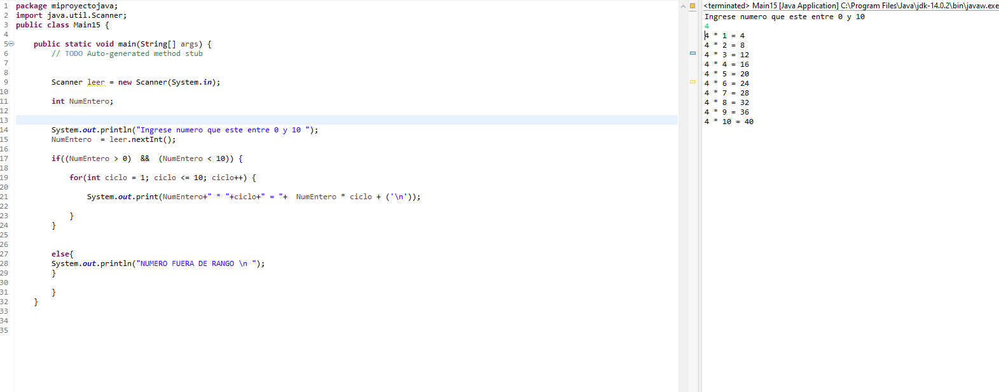 1 package miproyectojava;
2 import java.util.Scanner;
3 public class Main15 {
4
5 public static void main(String[] args) {
6 // TODO Auto-generated method stub
7
8
9 Scanner leer = new Scanner(System.in);
10
11 int NumEntero;
12
13
14 System.out.println("Ingrese numero que este entre 0 y 10 ");
15 NumEntero  = leer.nextInt();
16
17 if((NumEntero > 0)  &&  (NumEntero < 10)) {
18
19 for(int ciclo = 1; ciclo <= 10; ciclo++) {
20
21 System.out.print(NumEntero+" * "+ciclo+" = "+  NumEntero * ciclo + ('\n'));
22
23 }
24 }
25
26
27 else{
28 System.out.println("NUMERO FUERA DE RANGO \n ");
29 }
30
31 }
32 }
33
34
35
<terminated> Main15 [Java Application] C:\Program Files\Java\jdk-14.0.2\bin\javaw.exe
Ingrese numero que este entre 0 y 10
4
4 * 1 = 4
4 * 2 = 8
4 * 3 = 12
4 * 4 = 16
4 * 5 = 20
4 * 6 = 24
4 * 7 = 28
4 * 8 = 32
4 * 9 = 36
4 * 10 = 40